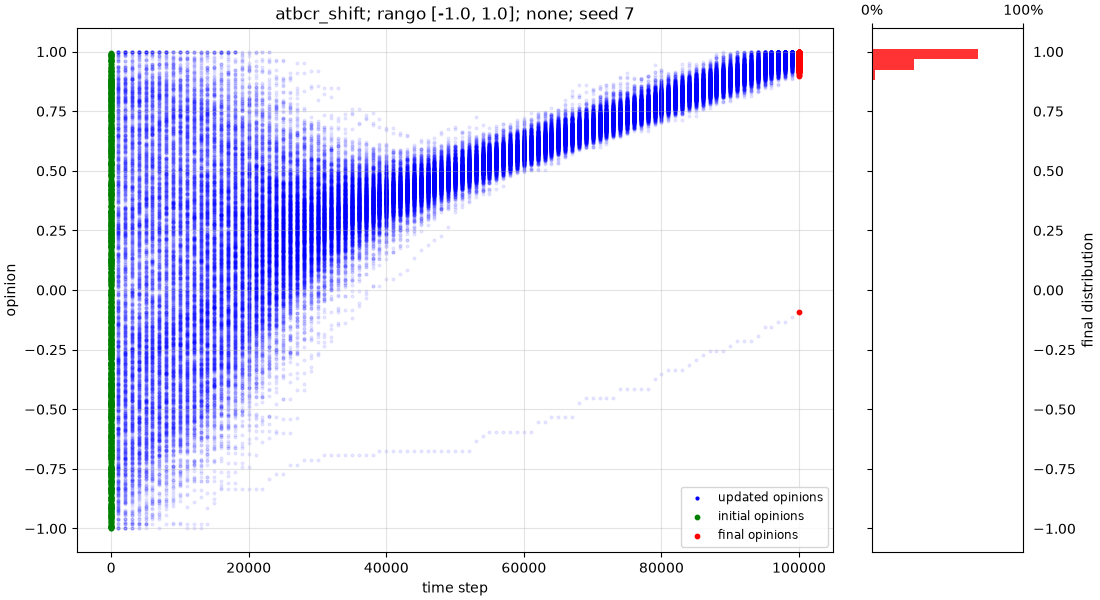 atbcr_shift; rango [-1.0, 1.0]; none; seed 7
0% 100%
1.00
0.75
0.50
0.25
0.00
−0.25
−0.50
−0.75
−1.00
opinion
0 20000 40000 60000 80000 100000
time step
updated opinions
initial opinions
final opinions
1.00
0.75
0.50
0.25
0.00
−0.25
−0.50
−0.75
−1.00
final distribution